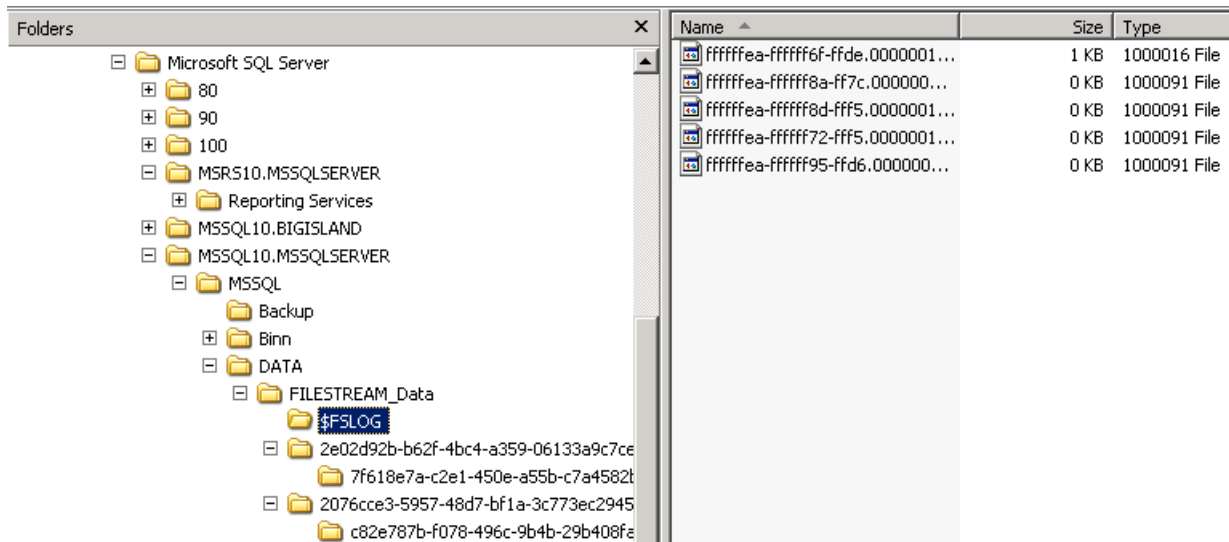 Folders
Microsoft SQL Server
80
90
100
MSRS10.MSSQLSERVER
Reporting Services
MSSQL10.BIGISLAND
MSSQL10.MSSQLSERVER
MSSQL
Backup
Binn
DATA
FILESTREAM_Data
$FSLOG
2e02d92b-b62f-4bc4-a359-06133a9c7ce
7f618e7a-c2e1-450e-a55b-c7a4582b
2076cce3-5957-48d7-bf1a-3c773ec2945
c82e787b-f078-496c-9b4b-29b408fa
Name Size Type
ffffffea-ffffff6f-ffde.0000001... 1 KB 1000016 File
ffffffea-ffffff8a-ff7c.000000... 0 KB 1000091 File
ffffffea-ffffff8d-fff5.0000001... 0 KB 1000091 File
ffffffea-ffffff72-fff5.0000001... 0 KB 1000091 File
ffffffea-ffffff95-ffd6.000000... 0 KB 1000091 File